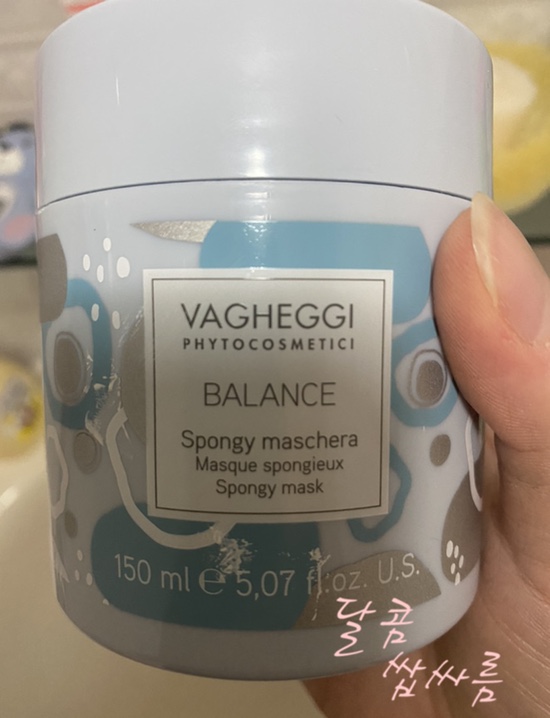 VAGHEGGI
PHYTOCOSMETICI
BALANCE
Spongy maschera
Masque spongieux
Spongy mask
150 ml ℮ 5,07 fl.oz. U.S.
달콤
쌉싸름